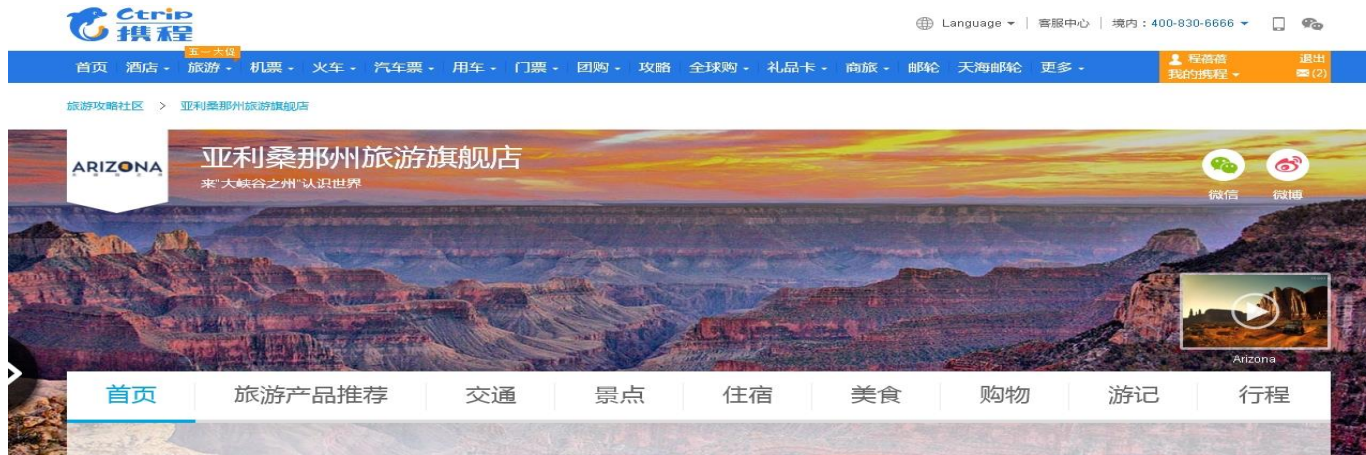 Ctrip
携程
Language 客服中心 境内：400-830-6666
五一大促
首页 酒店 旅游 机票 火车 汽车票 用车 门票 团购 攻略 全球购 礼品卡 商旅 邮轮 天海邮轮 更多
程蓓蓓 退出
我的携程 (2)
旅游攻略社区 > 亚利桑那州旅游旗舰店
ARIZONA
亚利桑那州旅游旗舰店
来"大峡谷之州"认识世界
微信 微博
Arizona
首页 旅游产品推荐 交通 景点 住宿 美食 购物 游记 行程